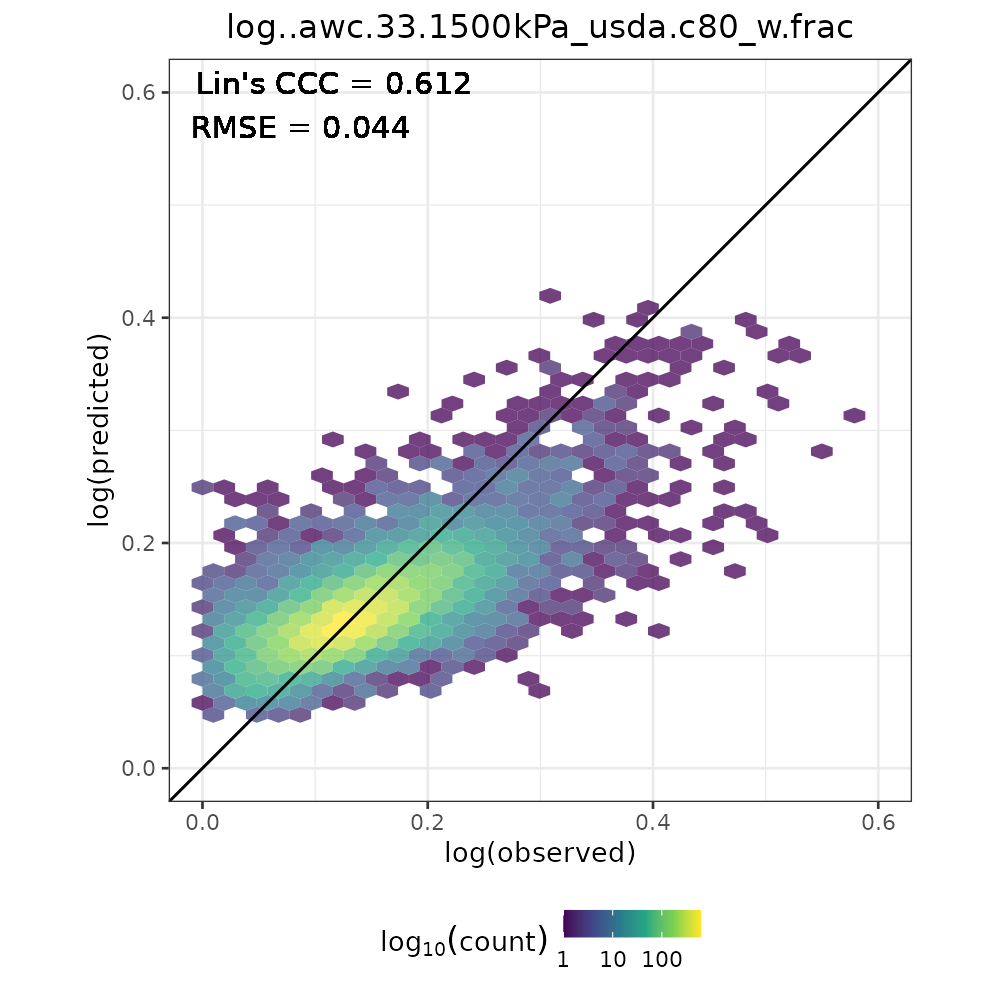 log..awc.33.1500kPa_usda.c80_w.frac
Lin's CCC = 0.612
RMSE = 0.044
log(predicted)
0.6
0.4
0.2
0.0
0.0 0.2 0.4 0.6
log(observed)
log10(count)
1 10 100